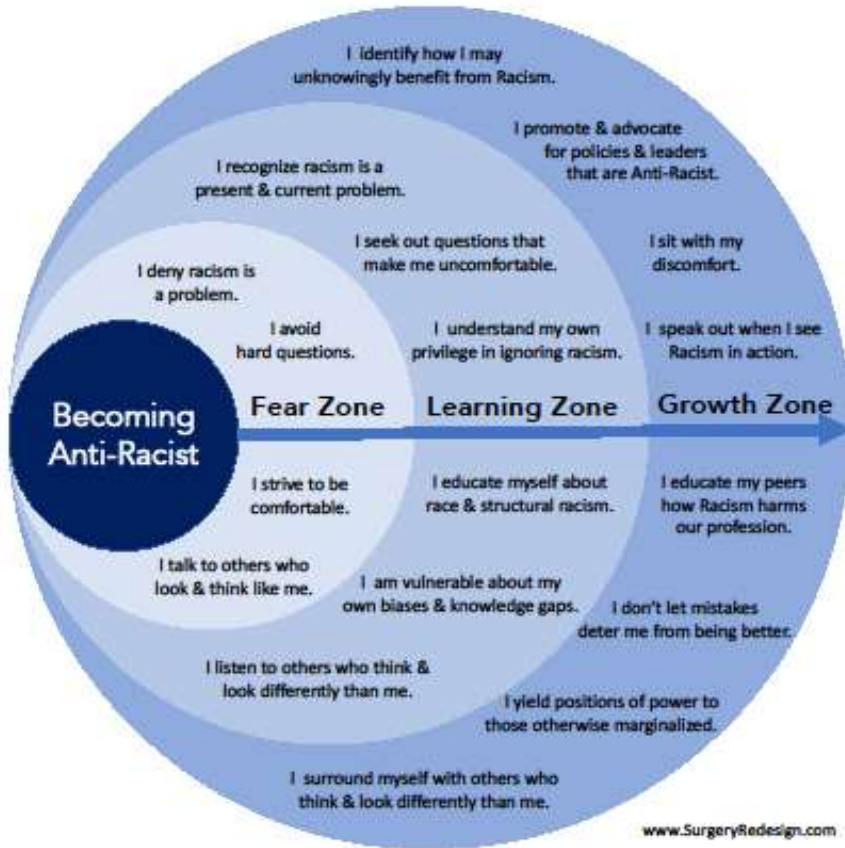 I identify how I may
unknowingly benefit from Racism.
I promote & advocate
for policies & leaders
that are Anti-Racist.
I recognize racism is a
present & current problem.
I seek out questions that
make me uncomfortable.
I sit with my
discomfort.
I deny racism is
a problem.
I avoid
hard questions.
I understand my own
privilege in ignoring racism.
I speak out when I see
Racism in action.
Becoming
Anti-Racist
Fear Zone
Learning Zone
Growth Zone
I strive to be
comfortable.
I educate myself about
race & structural racism.
I educate my peers
how Racism harms
our profession.
I talk to others who
look & think like me.
I am vulnerable about my
own biases & knowledge gaps.
I don't let mistakes
deter me from being better.
I listen to others who think &
look differently than me.
I yield positions of power to
those otherwise marginalized.
I surround myself with others who
think & look differently than me.
www.SurgeryRedesign.com